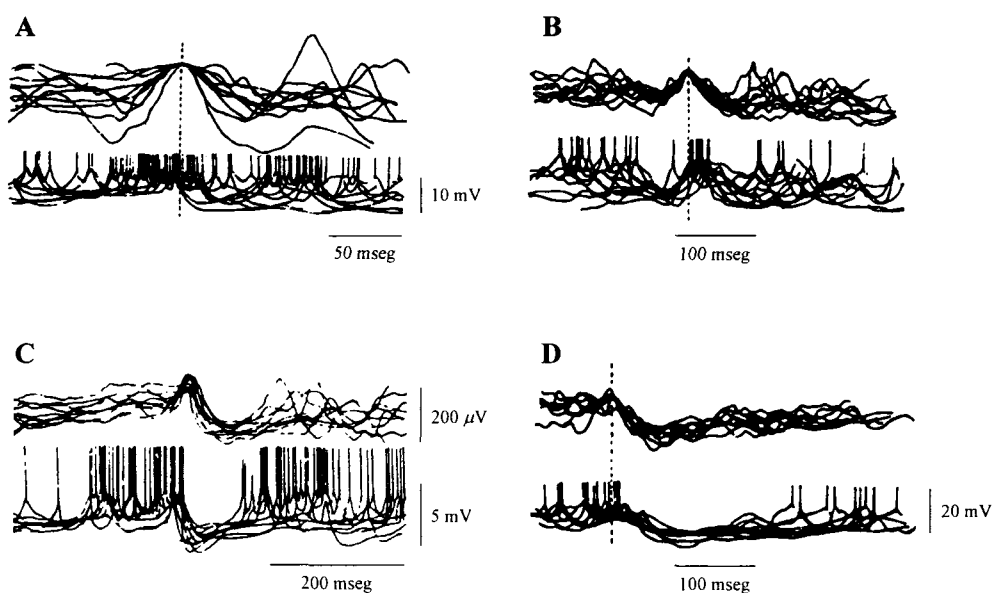 A
B
10 mV
50 mseg
100 mseg
C
D
200 μV
5 mV
20 mV
200 mseg
100 mseg